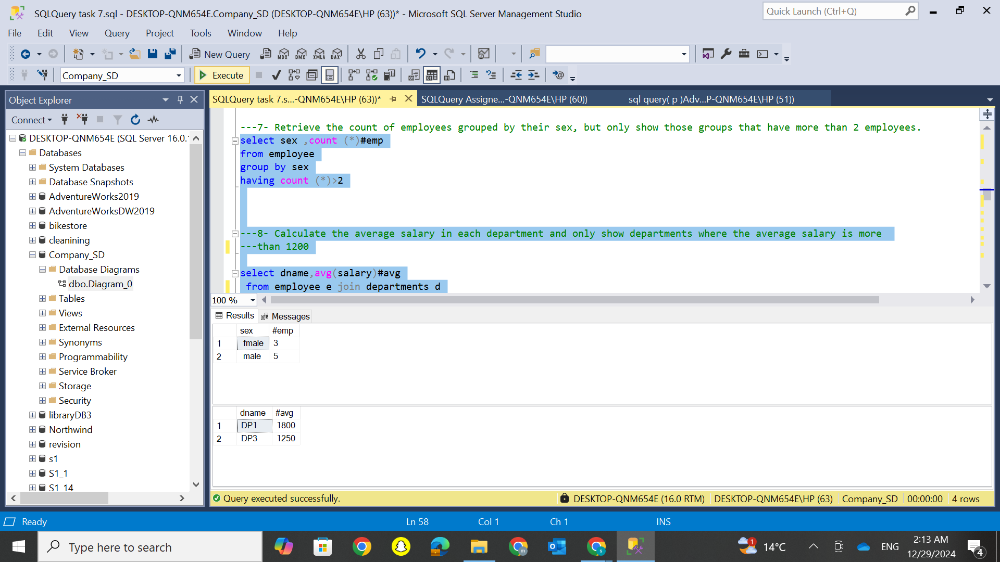 SQLQuery task 7.sql - DESKTOP-QNM654E.Company_SD (DESKTOP-QNM654E\HP (63))* - Microsoft SQL Server Management Studio
Quick Launch (Ctrl+Q)
File Edit View Query Project Tools Window Help
New Query MDX DMX XMLA DAX
Company_SD
Execute
Object Explorer
SQLQuery task 7.s...-QNM654E\HP (63))*
SQLQuery Assigne...-QNM654E\HP (60))
sql query( p )Adv...P-QNM654E\HP (51))
Connect
DESKTOP-QNM654E (SQL Server 16.0.
Databases
System Databases
Database Snapshots
AdventureWorks2019
AdventureWorksDW2019
bikestore
cleanining
Company_SD
Database Diagrams
dbo.Diagram_0
Tables
Views
External Resources
Synonyms
Programmability
Service Broker
Storage
Security
libraryDB3
Northwind
revision
s1
S1_1
S1_14
---7- Retrieve the count of employees grouped by their sex, but only show those groups that have more than 2 employees.
select sex ,count (*)#emp
from employee
group by sex
having count (*)>2
---8- Calculate the average salary in each department and only show departments where the average salary is more
---than 1200
select dname,avg(salary)#avg
from employee e join departments d
100 %
Results Messages
sex #emp
1 fmale 3
2 male 5
dname #avg
1 DP1 1800
2 DP3 1250
Query executed successfully.
DESKTOP-QNM654E (16.0 RTM) DESKTOP-QNM654E\HP (63) Company_SD 00:00:00 4 rows
Ready Ln 58 Col 1 Ch 1 INS
Type here to search
m
s
1
14°C
ENG
2:13 AM
12/29/2024
4